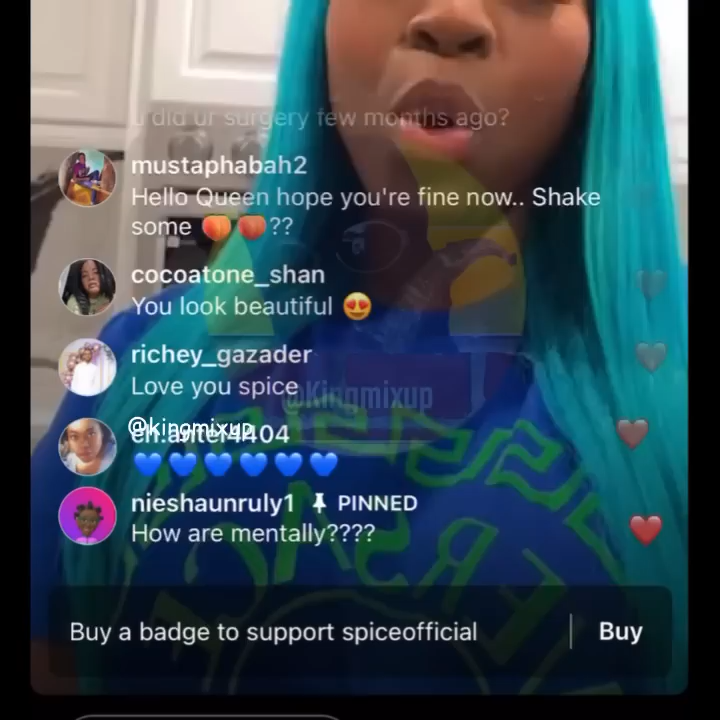 u did ur surgery few months ago?
mustaphabah2
Hello Queen hope you're fine now.. Shake
some 🍑🍑??
cocoatone_shan
You look beautiful 😍
richey_gazader
Love you spice
@Kingmixup
@kingmixup
💙💙💙💙💙💙
nieshaunruly1 PINNED
How are mentally????
Buy a badge to support spiceofficial
Buy